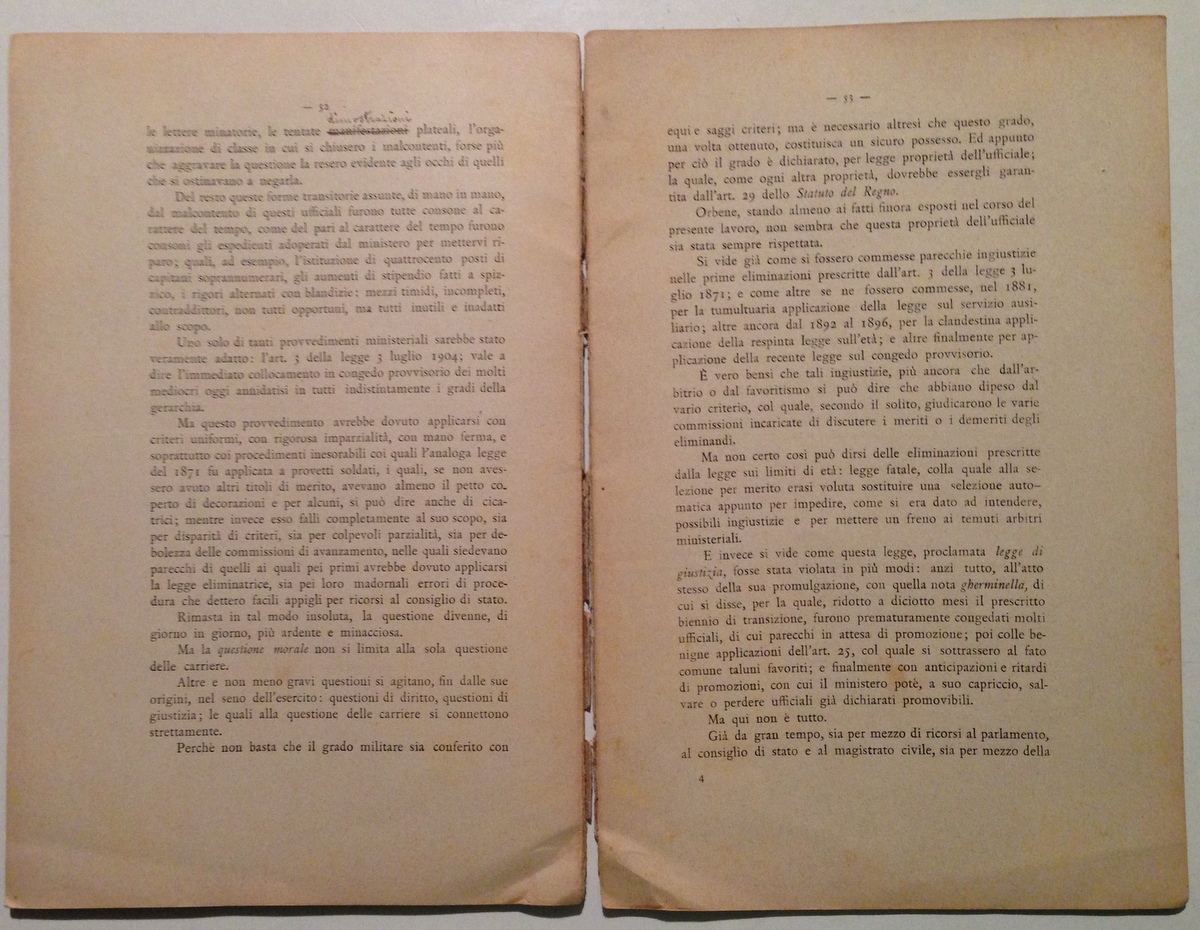 — 52
dimostrazioni
le lettere minatorie, le tentate manifestazioni plateali, l'orga-
nizzazione di classe in cui si chiusero i malcontenti, forse più
che aggravare la questione la resero evidente agli occhi di quelli
che si ostinavano a negarla.
Del resto queste forme transitorie assunte, di mano in mano,
dal malcontento di questi ufficiali furono tutte consone al ca-
rattere del tempo, come del pari al carattere del tempo furono
consoni gli espedienti adoperati dal ministero per mettervi ri-
paro; quali, ad esempio, l'istituzione di quattrocento posti di
capitani soprannumerari, gli aumenti di stipendio fatti a spiz-
zico, i rigori alternati con blandizie: mezzi timidi, incompleti,
contraddittori, non tutti opportuni, ma tutti inutili e inadatti
allo scopo.
Uno solo di tanti provvedimenti ministeriali sarebbe stato
veramente adatto: l'art. 3 della legge 3 luglio 1904; vale a
dire l'immediato collocamento in congedo provvisorio dei molti
mediocri oggi annidatisi in tutti indistintamente i gradi della
gerarchia.
Ma questo provvedimento avrebbe dovuto applicarsi con
criteri uniformi, con rigorosa imparzialità, con mano ferma, e
soprattutto coi procedimenti inesorabili coi quali l'analoga legge
del 1871 fu applicata a provetti soldati, i quali, se non aves-
sero avuto altri titoli di merito, avevano almeno il petto co-
perto di decorazioni e per alcuni, si può dire anche di cica-
trici; mentre invece esso fallì completamente al suo scopo, sia
per disparità di criteri, sia per colpevoli parzialità, sia per de-
bolezza delle commissioni di avanzamento, nelle quali siedevano
parecchi di quelli ai quali pei primi avrebbe dovuto applicarsi
la legge eliminatrice, sia pei loro madornali errori di proce-
dura che dettero facili appigli per ricorsi al consiglio di stato.
Rimasta in tal modo insoluta, la questione divenne, di
giorno in giorno, più ardente e minacciosa.
Ma la questione morale non si limita alla sola questione
delle carriere.
Altre e non meno gravi questioni si agitano, fin dalle sue
origini, nel seno dell'esercito: questioni di diritto, questioni di
giustizia; le quali alla questione delle carriere si connettono
strettamente.
Perchè non basta che il grado militare sia conferito con
— 53 —
equi e saggi criteri; ma è necessario altresì che questo grado,
una volta ottenuto, costituisca un sicuro possesso. Ed appunto
per ciò il grado è dichiarato, per legge proprietà dell'ufficiale;
la quale, come ogni altra proprietà, dovrebbe essergli garan-
tita dall'art. 29 dello Statuto del Regno.
Orbene, stando almeno ai fatti finora esposti nel corso del
presente lavoro, non sembra che questa proprietà dell'ufficiale
sia stata sempre rispettata.
Si vide già come si fossero commesse parecchie ingiustizie
nelle prime eliminazioni prescritte dall'art. 3 della legge 3 lu-
glio 1871; e come altre se ne fossero commesse, nel 1881,
per la tumultuaria applicazione della legge sul servizio ausi-
liario; altre ancora dal 1892 al 1896, per la clandestina appli-
cazione della respinta legge sull'età; e altre finalmente per ap-
plicazione della recente legge sul congedo provvisorio.
È vero bensì che tali ingiustizie, più ancora che dall'ar-
bitrio o dal favoritismo si può dire che abbiano dipeso dal
vario criterio, col quale, secondo il solito, giudicarono le varie
commissioni incaricate di discutere i meriti o i demeriti degli
eliminandi.
Ma non certo così può dirsi delle eliminazioni prescritte
dalla legge sui limiti di età: legge fatale, colla quale alla se-
lezione per merito erasi voluta sostituire una selezione auto-
matica appunto per impedire, come si era dato ad intendere,
possibili ingiustizie e per mettere un freno ai temuti arbitri
ministeriali.
E invece si vide come questa legge, proclamata legge di
giustizia, fosse stata violata in più modi: anzi tutto, all'atto
stesso della sua promulgazione, con quella nota gherminella, di
cui si disse, per la quale, ridotto a diciotto mesi il prescritto
biennio di transizione, furono prematuramente congedati molti
ufficiali, di cui parecchi in attesa di promozione; poi colle be-
nigne applicazioni dell'art. 25, col quale si sottrassero al fato
comune taluni favoriti; e finalmente con anticipazioni e ritardi
di promozioni, con cui il ministero potè, a suo capriccio, sal-
vare o perdere ufficiali già dichiarati promovibili.
Ma qui non è tutto.
Già da gran tempo, sia per mezzo di ricorsi al parlamento,
al consiglio di stato e al magistrato civile, sia per mezzo della
4